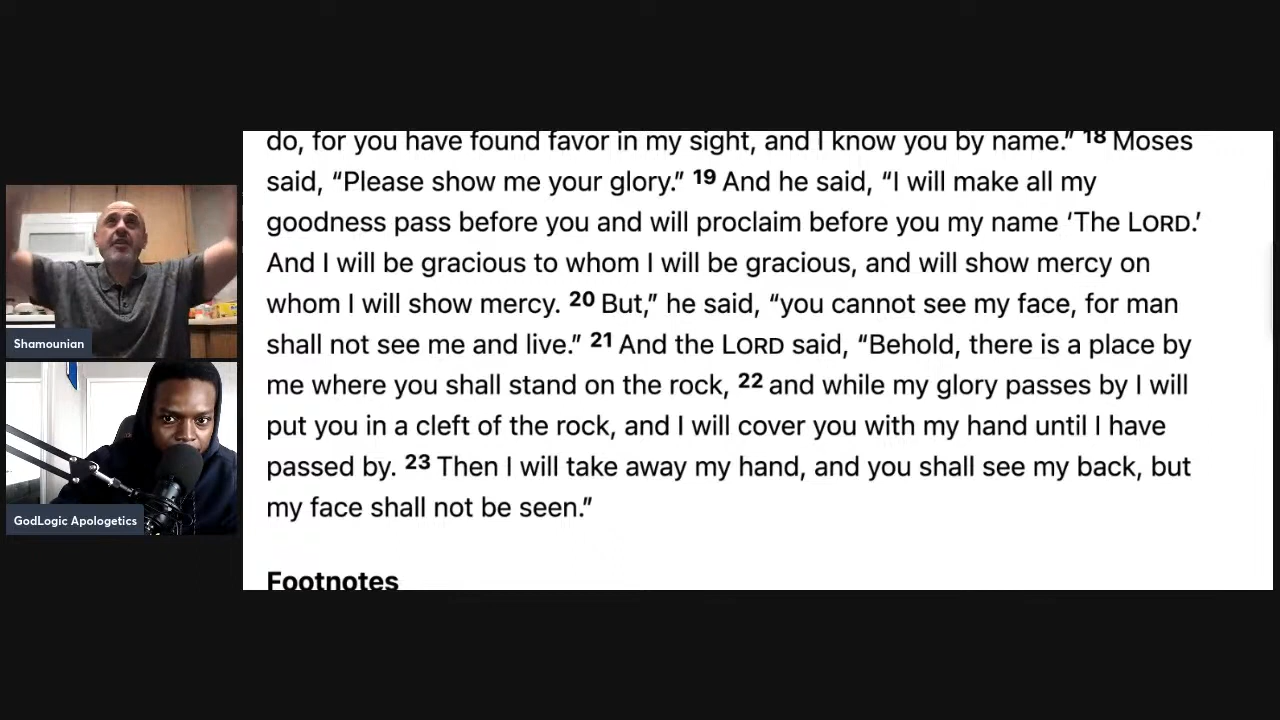 do, for you have found favor in my sight, and I know you by name.” 18 Moses
said, “Please show me your glory.” 19 And he said, “I will make all my
goodness pass before you and will proclaim before you my name ‘The LORD.’
And I will be gracious to whom I will be gracious, and will show mercy on
whom I will show mercy. 20 But,” he said, “you cannot see my face, for man
shall not see me and live.” 21 And the LORD said, “Behold, there is a place by
me where you shall stand on the rock, 22 and while my glory passes by I will
put you in a cleft of the rock, and I will cover you with my hand until I have
passed by. 23 Then I will take away my hand, and you shall see my back, but
my face shall not be seen.”
Footnotes
Shamounian
GodLogic Apologetics